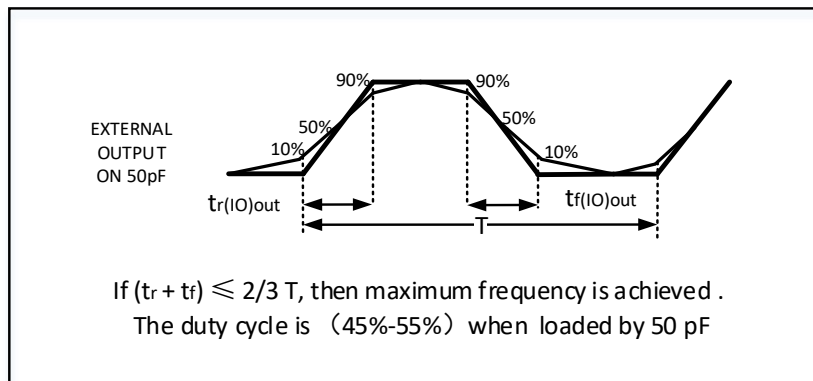 90%
90%
50%
50%
EXTERNAL
OUTPUT
ON 50pF
10%
10%
tr(IO)out
tf(IO)out
T
If (tr + tf) ≤ 2/3 T, then maximum frequency is achieved .
The duty cycle is （45%-55%）when loaded by 50 pF